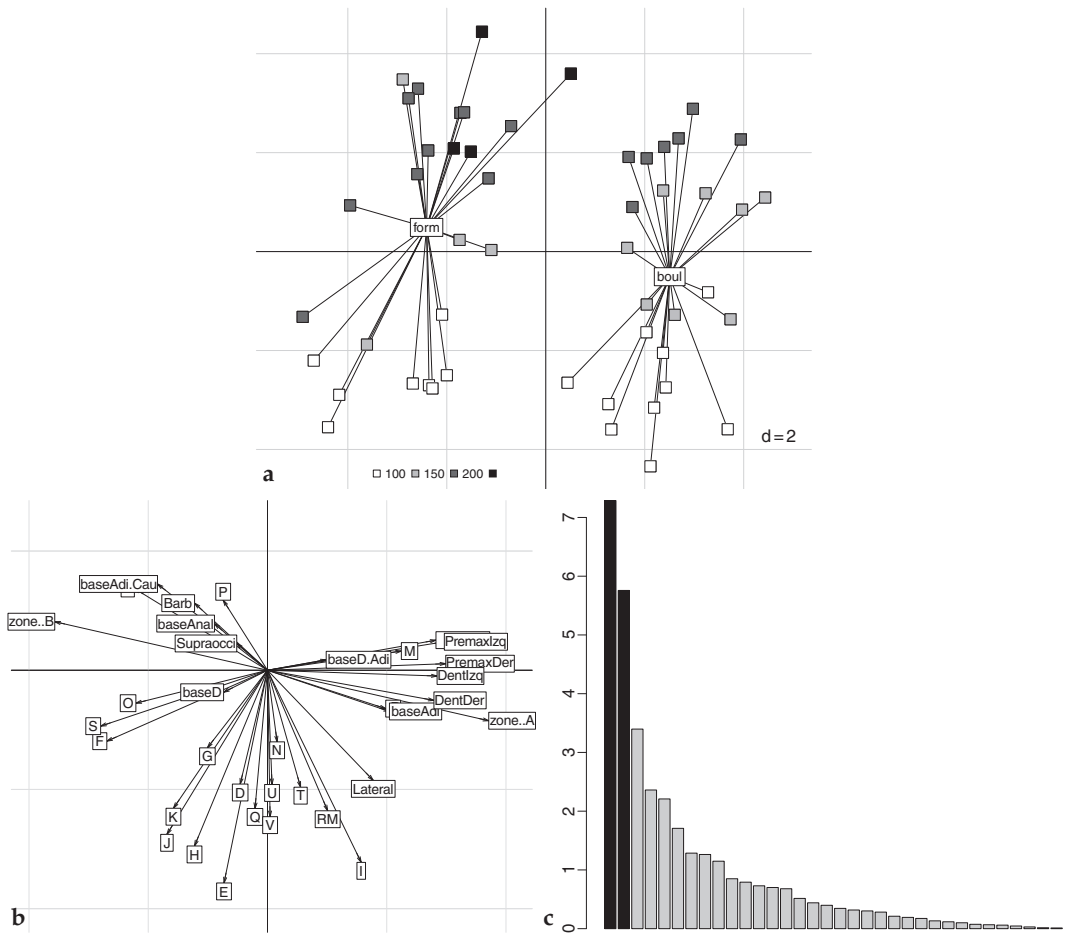 form
boul
d = 2
a
100 150 200
baseAdi.Cau
P
Barb
zone..B
baseAnal
Supraocci
PremaxIzq
M
baseD.Adi
PremaxDer
DentIzq
baseD
O
DentDer
baseAdi
zone..A
S
F
N
G
Lateral
D
U
T
K
Q
V
RM
J
H
I
E
b
7
6
5
4
3
2
1
0
c